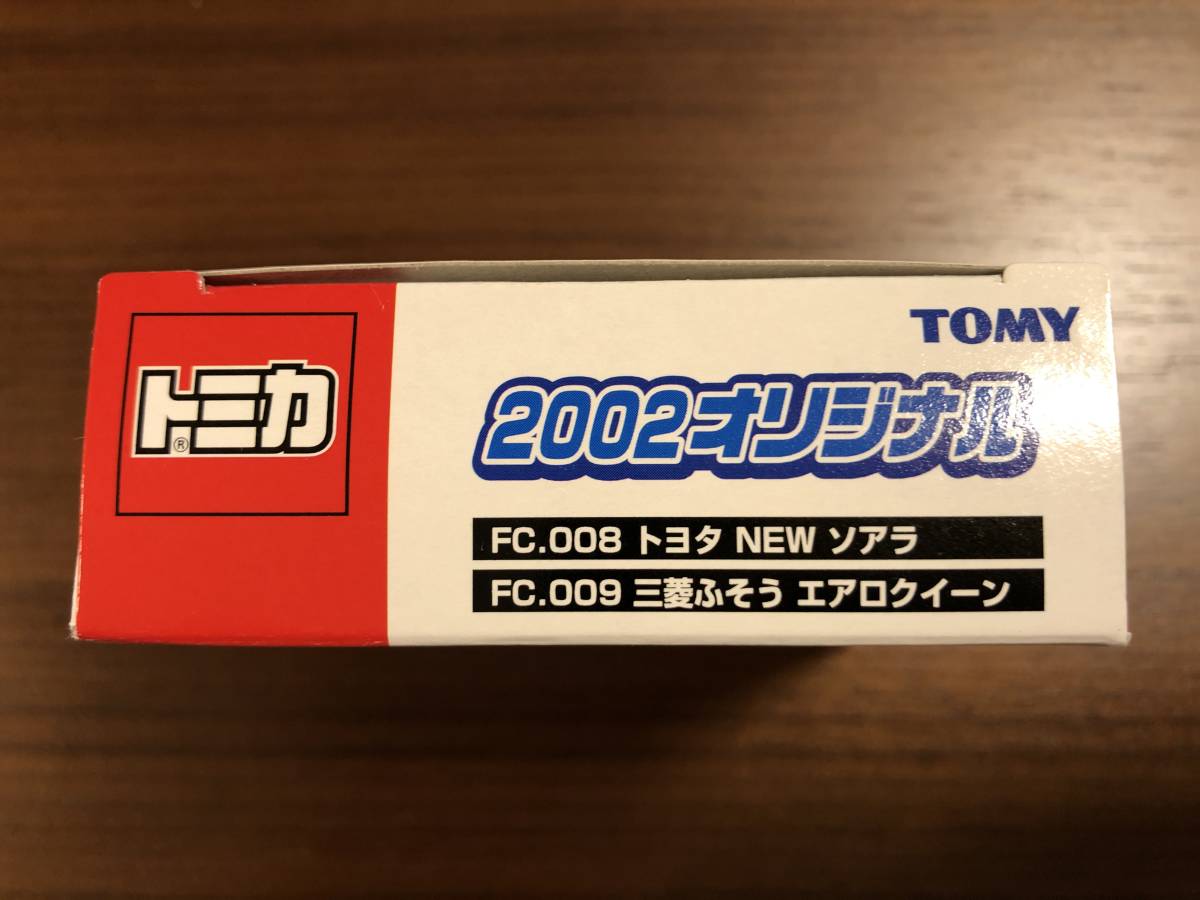 トミカ®
TOMY
2002オリジナル
FC.008 トヨタ NEW ソアラ
FC.009 三菱ふそう エアロクイーン